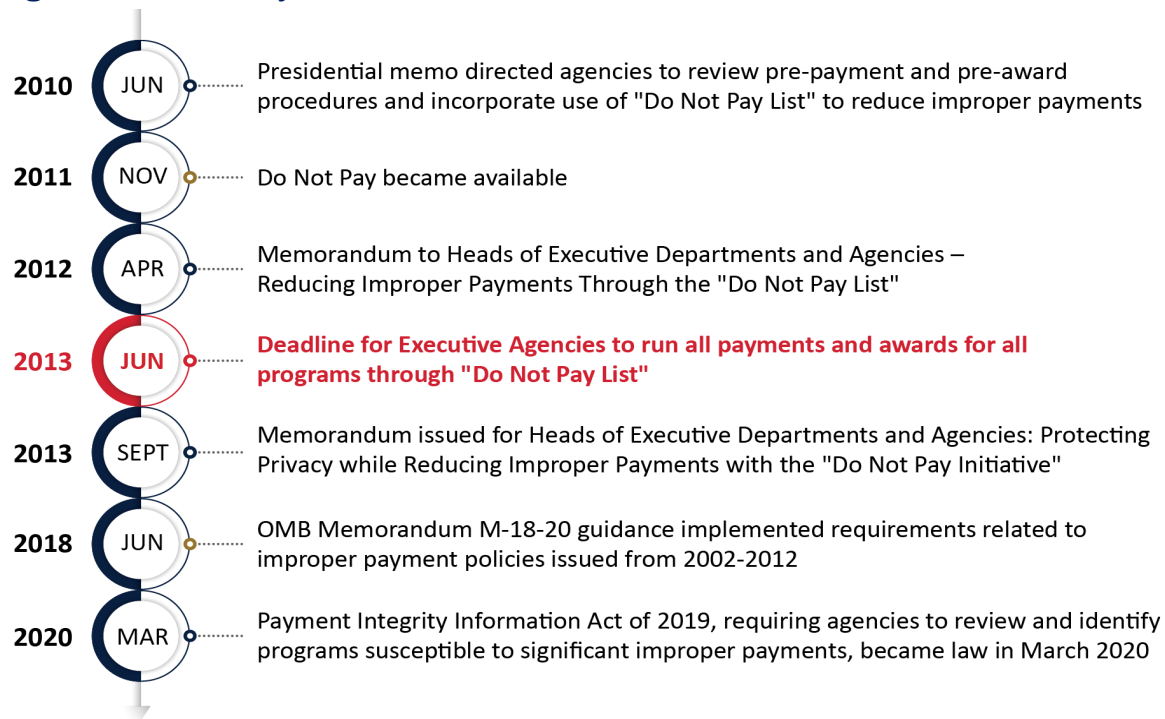 2010
JUN
Presidential memo directed agencies to review pre-payment and pre-award
procedures and incorporate use of "Do Not Pay List" to reduce improper payments
2011
NOV
Do Not Pay became available
2012
APR
Memorandum to Heads of Executive Departments and Agencies –
Reducing Improper Payments Through the "Do Not Pay List"
2013
JUN
Deadline for Executive Agencies to run all payments and awards for all
programs through "Do Not Pay List"
2013
SEPT
Memorandum issued for Heads of Executive Departments and Agencies: Protecting
Privacy while Reducing Improper Payments with the "Do Not Pay Initiative"
2018
JUN
OMB Memorandum M-18-20 guidance implemented requirements related to
improper payment policies issued from 2002-2012
2020
MAR
Payment Integrity Information Act of 2019, requiring agencies to review and identify
programs susceptible to significant improper payments, became law in March 2020